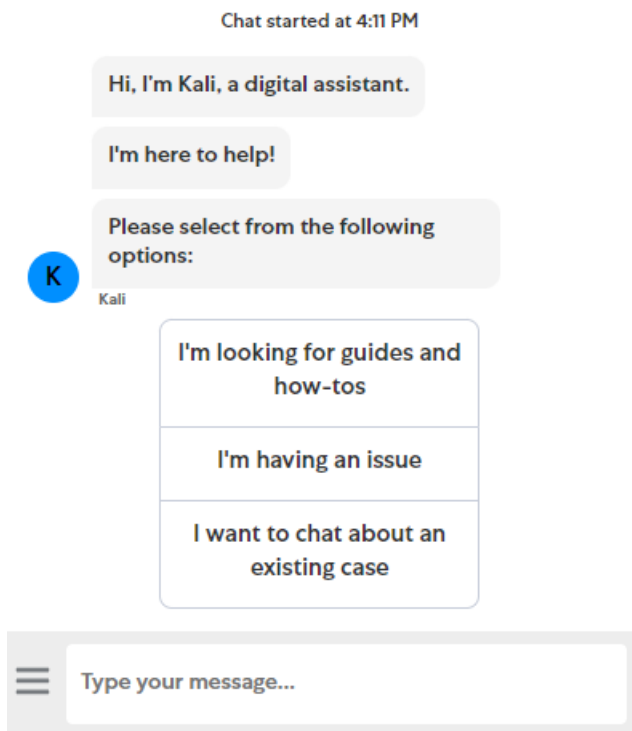 Chat started at 4:11 PM
Hi, I'm Kali, a digital assistant.
I'm here to help!
Please select from the following
options:
K
Kali
I'm looking for guides and
how-tos
I'm having an issue
I want to chat about an
existing case
Type your message...